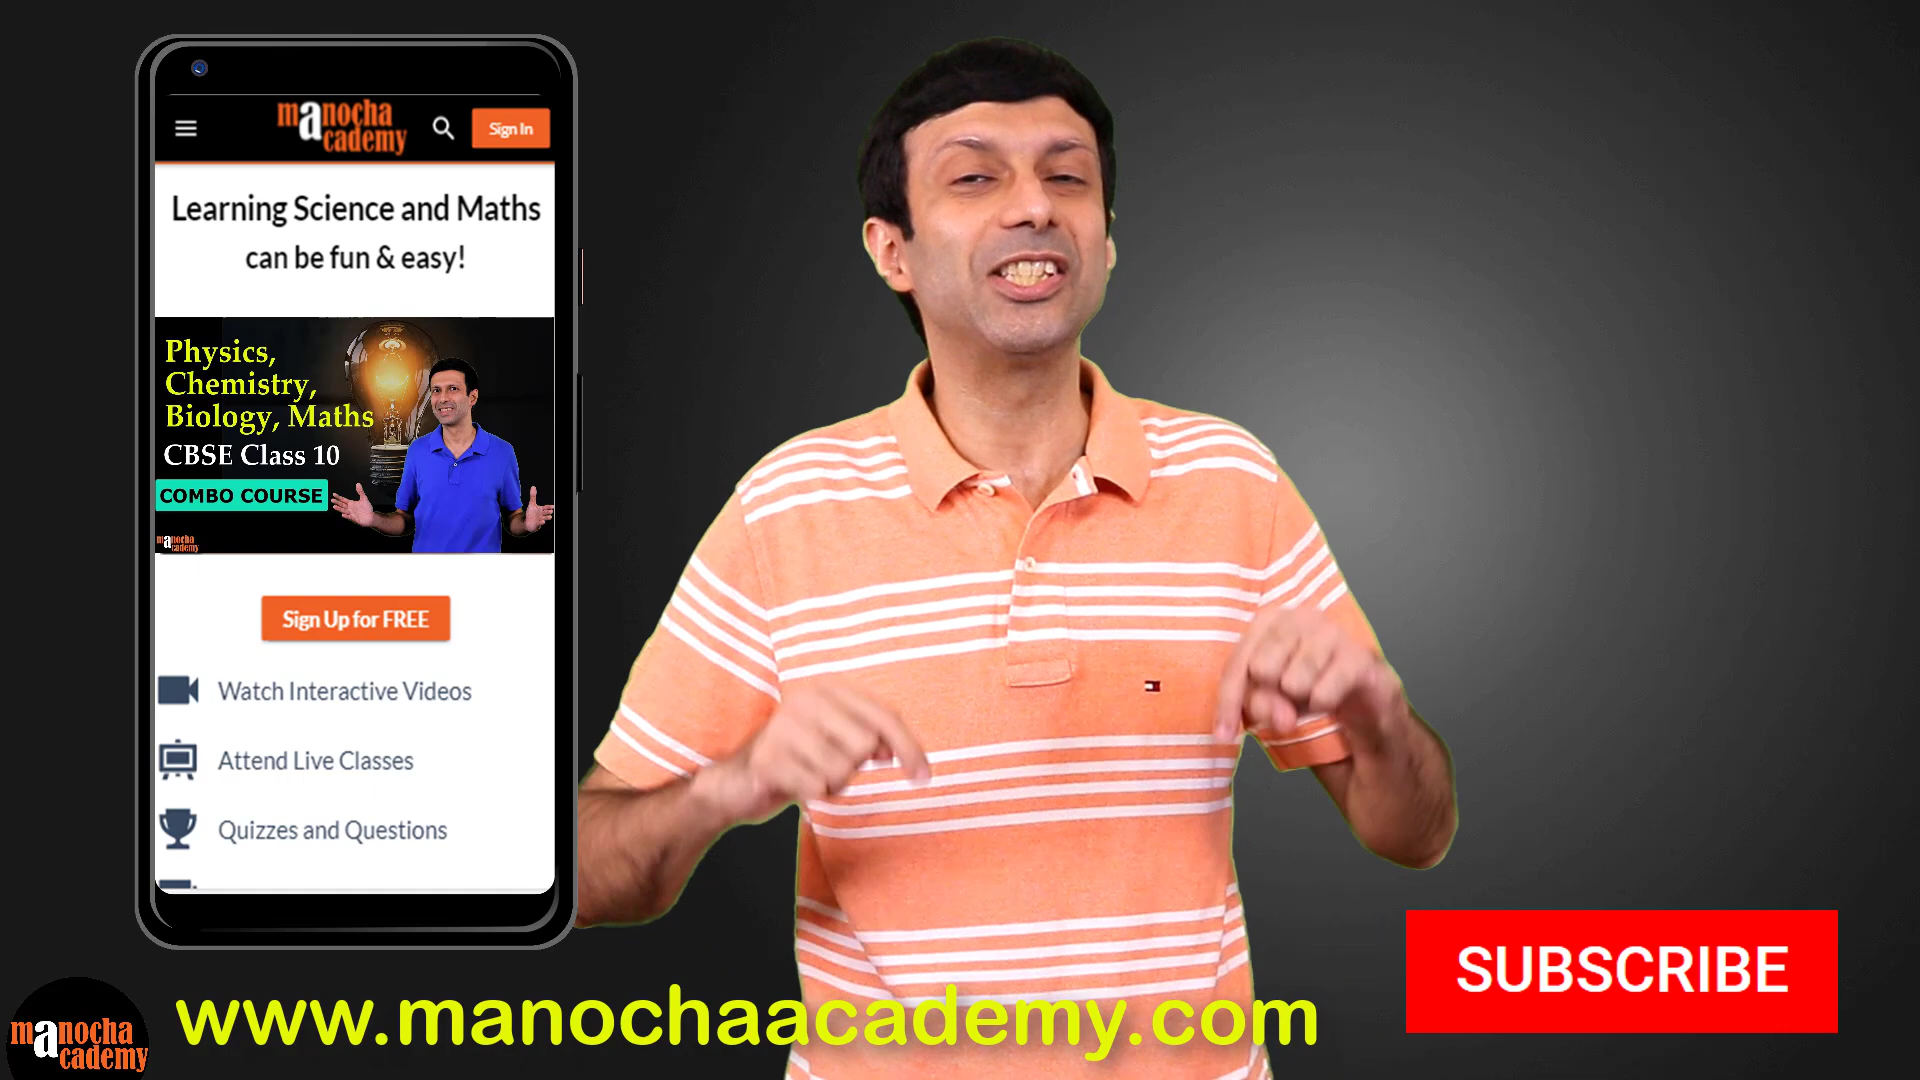 manocha
academy
Sign In
Learning Science and Maths
can be fun & easy!
Physics,
Chemistry,
Biology, Maths
CBSE Class 10
COMBO COURSE
manocha
academy
Sign Up for FREE
Watch Interactive Videos
Attend Live Classes
Quizzes and Questions
SUBSCRIBE
manocha
academy
www.manochaacademy.com